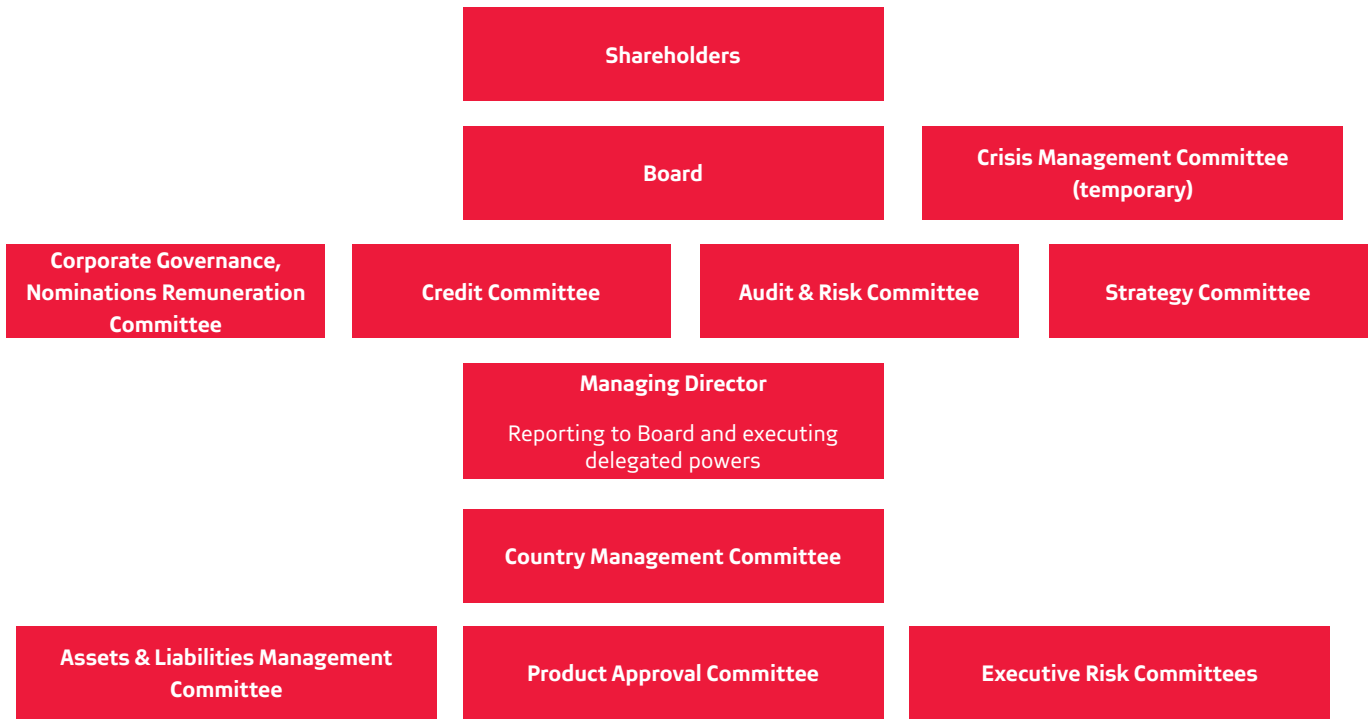 Shareholders
Board
Crisis Management Committee
(temporary)
Corporate Governance,
Nominations Remuneration
Committee
Credit Committee
Audit & Risk Committee
Strategy Committee
Managing Director
Reporting to Board and executing
delegated powers
Country Management Committee
Assets & Liabilities Management
Committee
Product Approval Committee
Executive Risk Committees